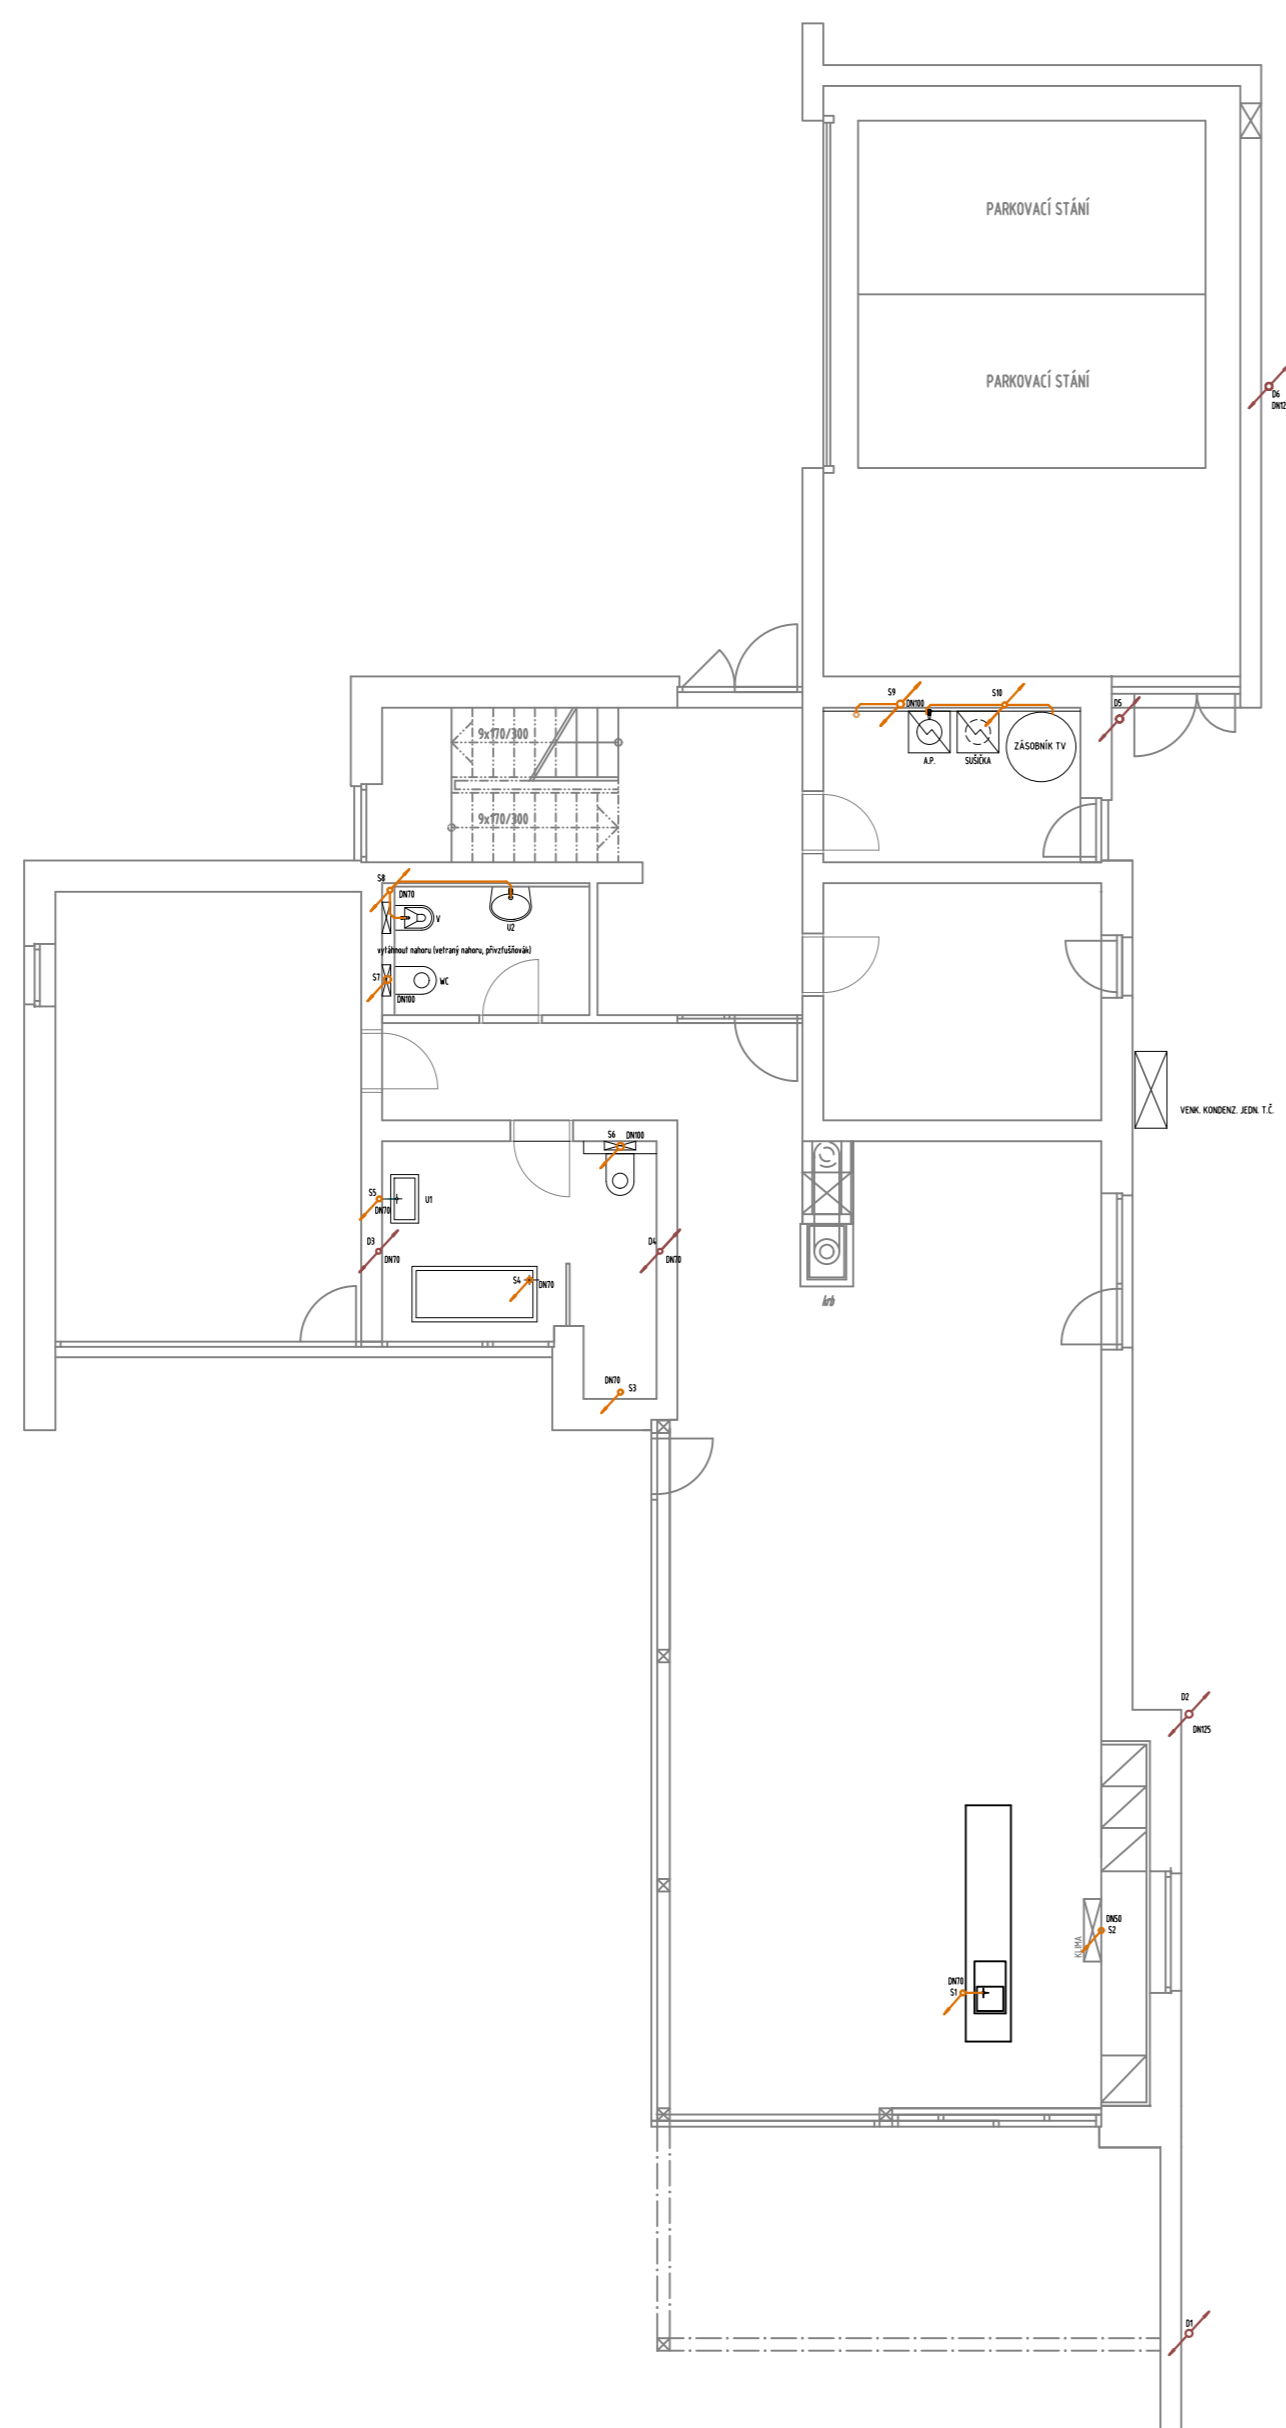 PARKOVACÍ STÁNÍ
PARKOVACÍ STÁNÍ
D6
DN12
S9
DN100
S10
D5
A.P.
SUŠIČKA
ZÁSOBNÍK TV
9x170/300
9x170/300
S8
DN70
V
U2
vytáhnout nahoru (vetraný nahoru, přivzťušňovák)
S7
WC
DN100
VENK. KONDENZ. JEDN. T.Č.
S6
DN100
S5
DN70
U1
D3
DN70
D4
DN70
S4
DN70
krb
DN70
S3
D2
DN125
DN50
S2
KLIMA
DN70
S1
D1